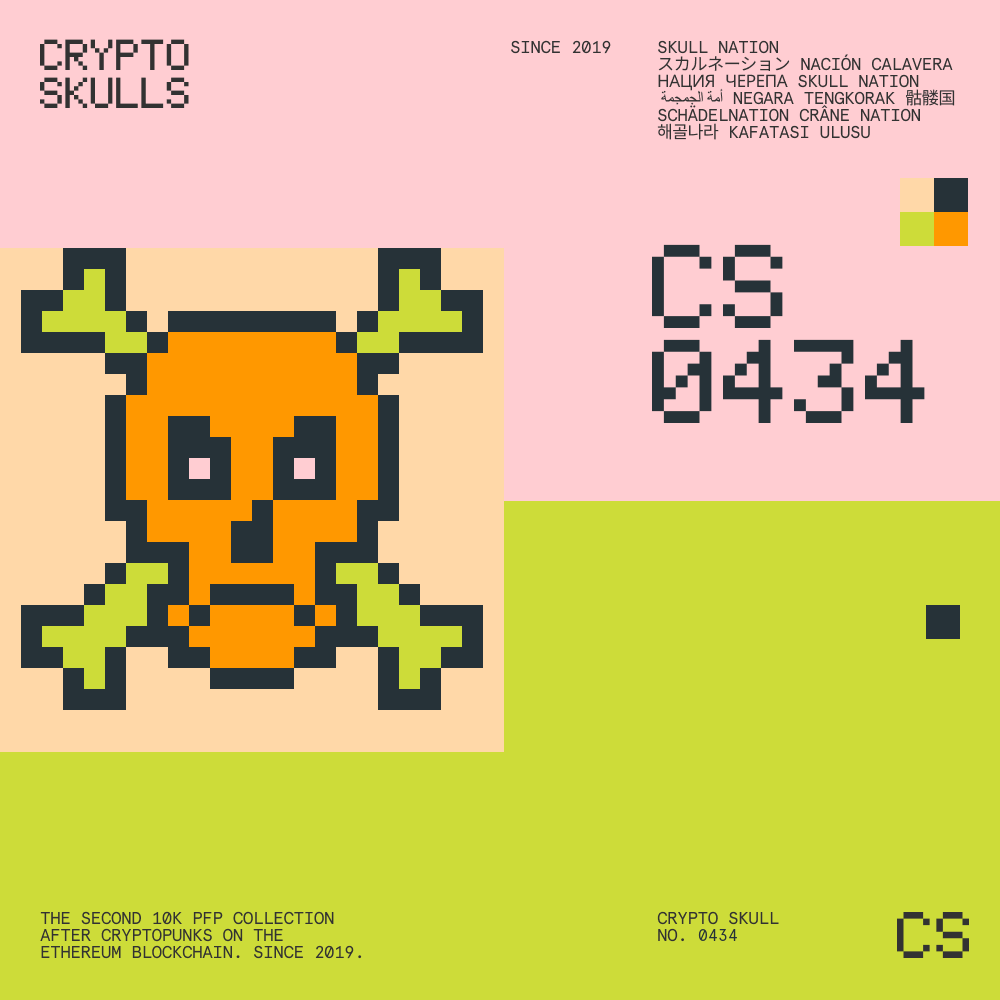 CRYPTO
SKULLS
SINCE 2019
SKULL NATION
スカルネーション NACIÓN CALAVERA
НАЦИЯ ЧЕРЕПА SKULL NATION
أمة الجمجمة NEGARA TENGKORAK 骷髅国
SCHÄDELNATION CRÂNE NATION
해골나라 KAFATASI ULUSU
CS
0434
THE SECOND 10K PFP COLLECTION
AFTER CRYPTOPUNKS ON THE
ETHEREUM BLOCKCHAIN. SINCE 2019.
CRYPTO SKULL
NO. 0434
CS